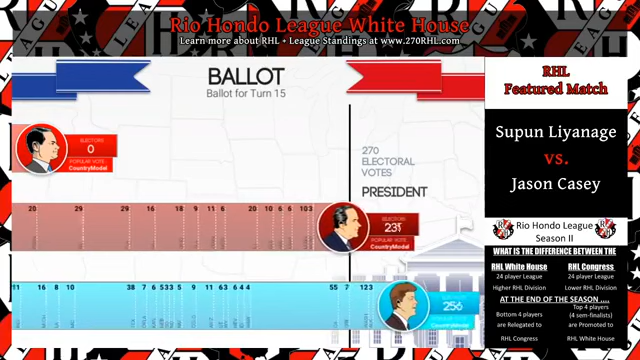 Rio Hondo League White House
Learn more about RHL + League Standings at www.270RHL.com
BALLOT
Ballot for Turn 15
ELECTORS
0
POPULAR VOTE
CountryModel
270
ELECTORAL
VOTES
PRESIDENT
20 29 29 16 18 9 11 6 20 10 6 6 10 3
ELECTORS
POPULAR VOTE
CountryModel
11 16 8 10 38 7 6 5 3 3 5 11 6 3 6 4 4 55 7 12 3
256
CountryModel
RHL
Featured Match
Supun Liyanage
vs.
Jason Casey
Rio Hondo League
Season II
WHAT IS THE DIFFERENCE BETWEEN THE
RHL White House
24 player League
Higher RHL Division
RHL Congress
24 player League
Lower RHL Division
AT THE END OF THE SEASON ....
Bottom 4 players
are Relegated to
RHL Congress
Top 4 players
(4 semi-finalists)
are Promoted to
RHL White House